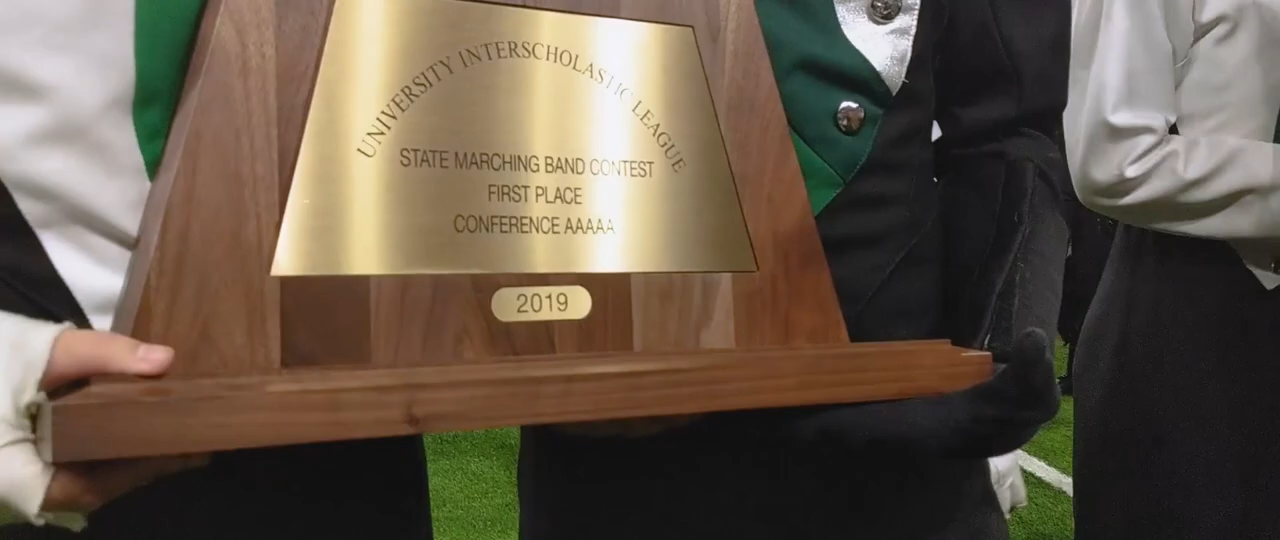 UNIVERSITY INTERSCHOLASTIC LEAGUE
STATE MARCHING BAND CONTEST
FIRST PLACE
CONFERENCE AAAAA
2019